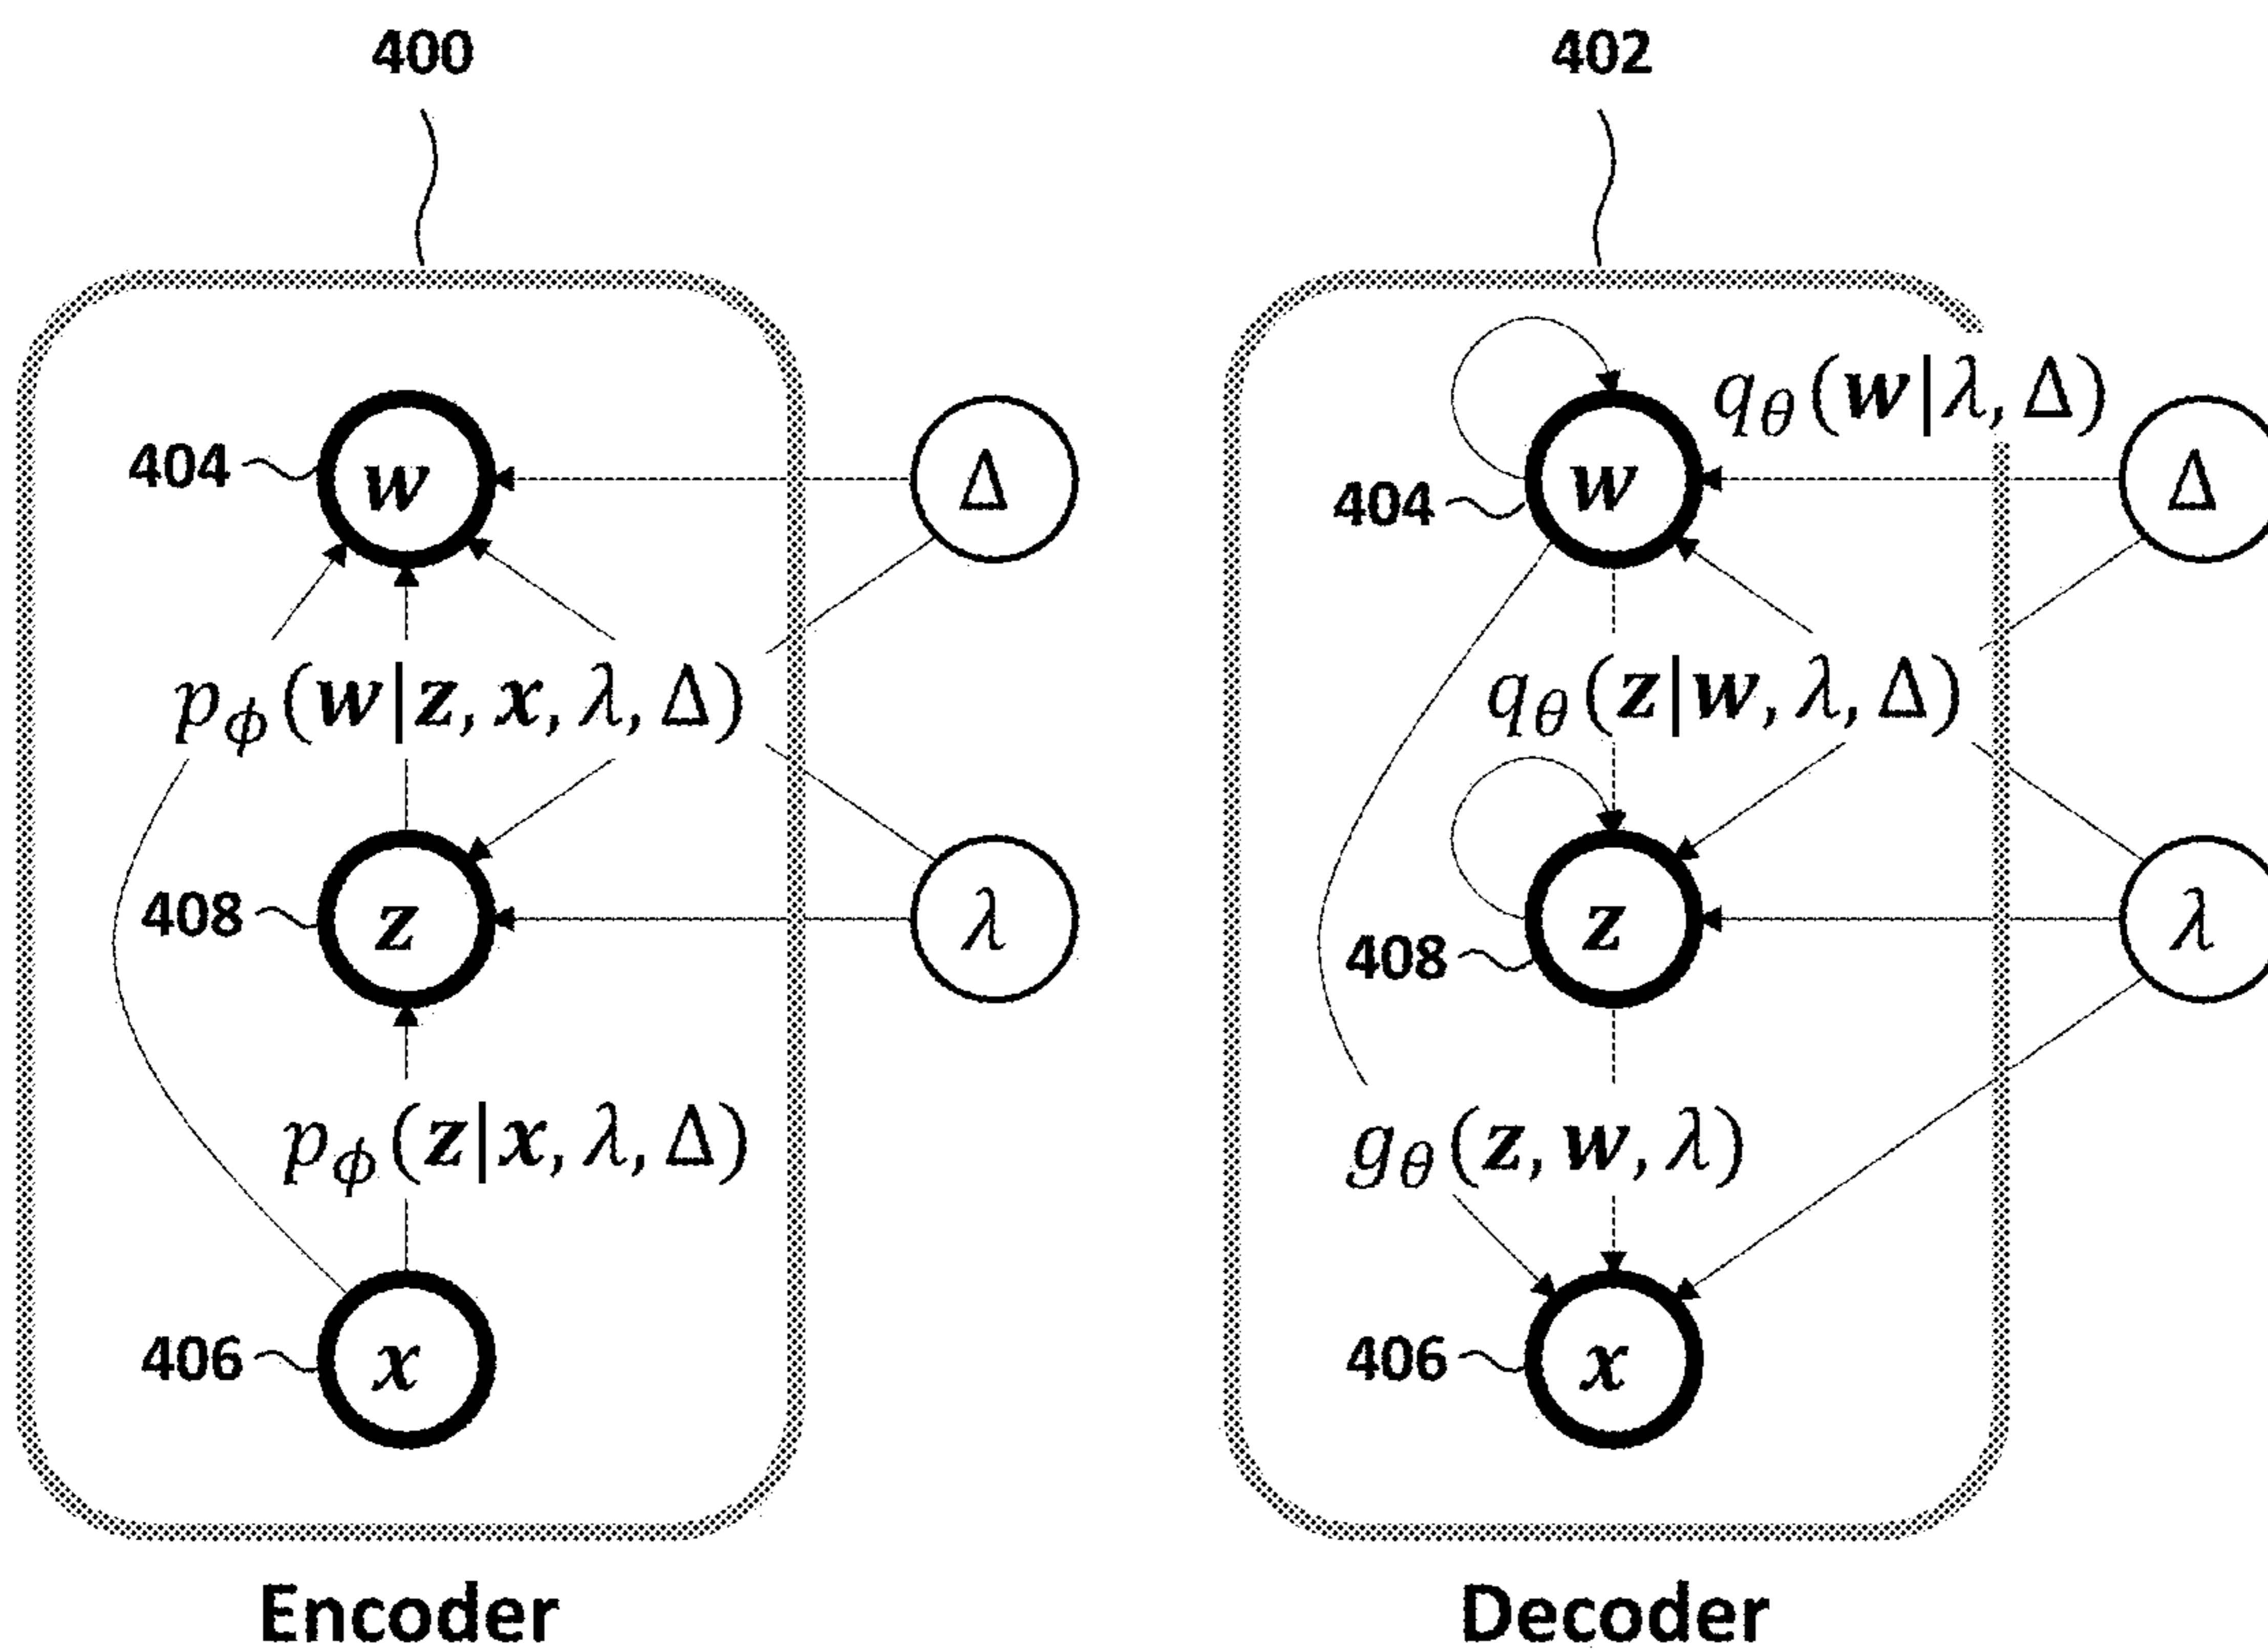 400
402
q_θ(w|λ, Δ)
404
w
Δ
404
w
Δ
p_ϕ(w|z, x, λ, Δ)
q_θ(z|w, λ, Δ)
408
z
λ
408
z
λ
p_ϕ(z|x, λ, Δ)
g_θ(z, w, λ)
406
x
406
x
Encoder
Decoder